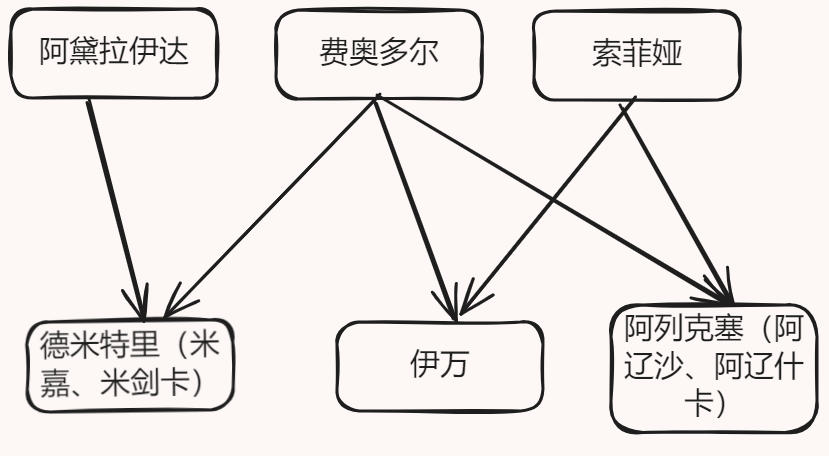 阿黛拉伊达
费奥多尔
索菲娅
德米特里（米
嘉、米剑卡）
伊万
阿列克塞（阿
辽沙、阿辽什
卡）